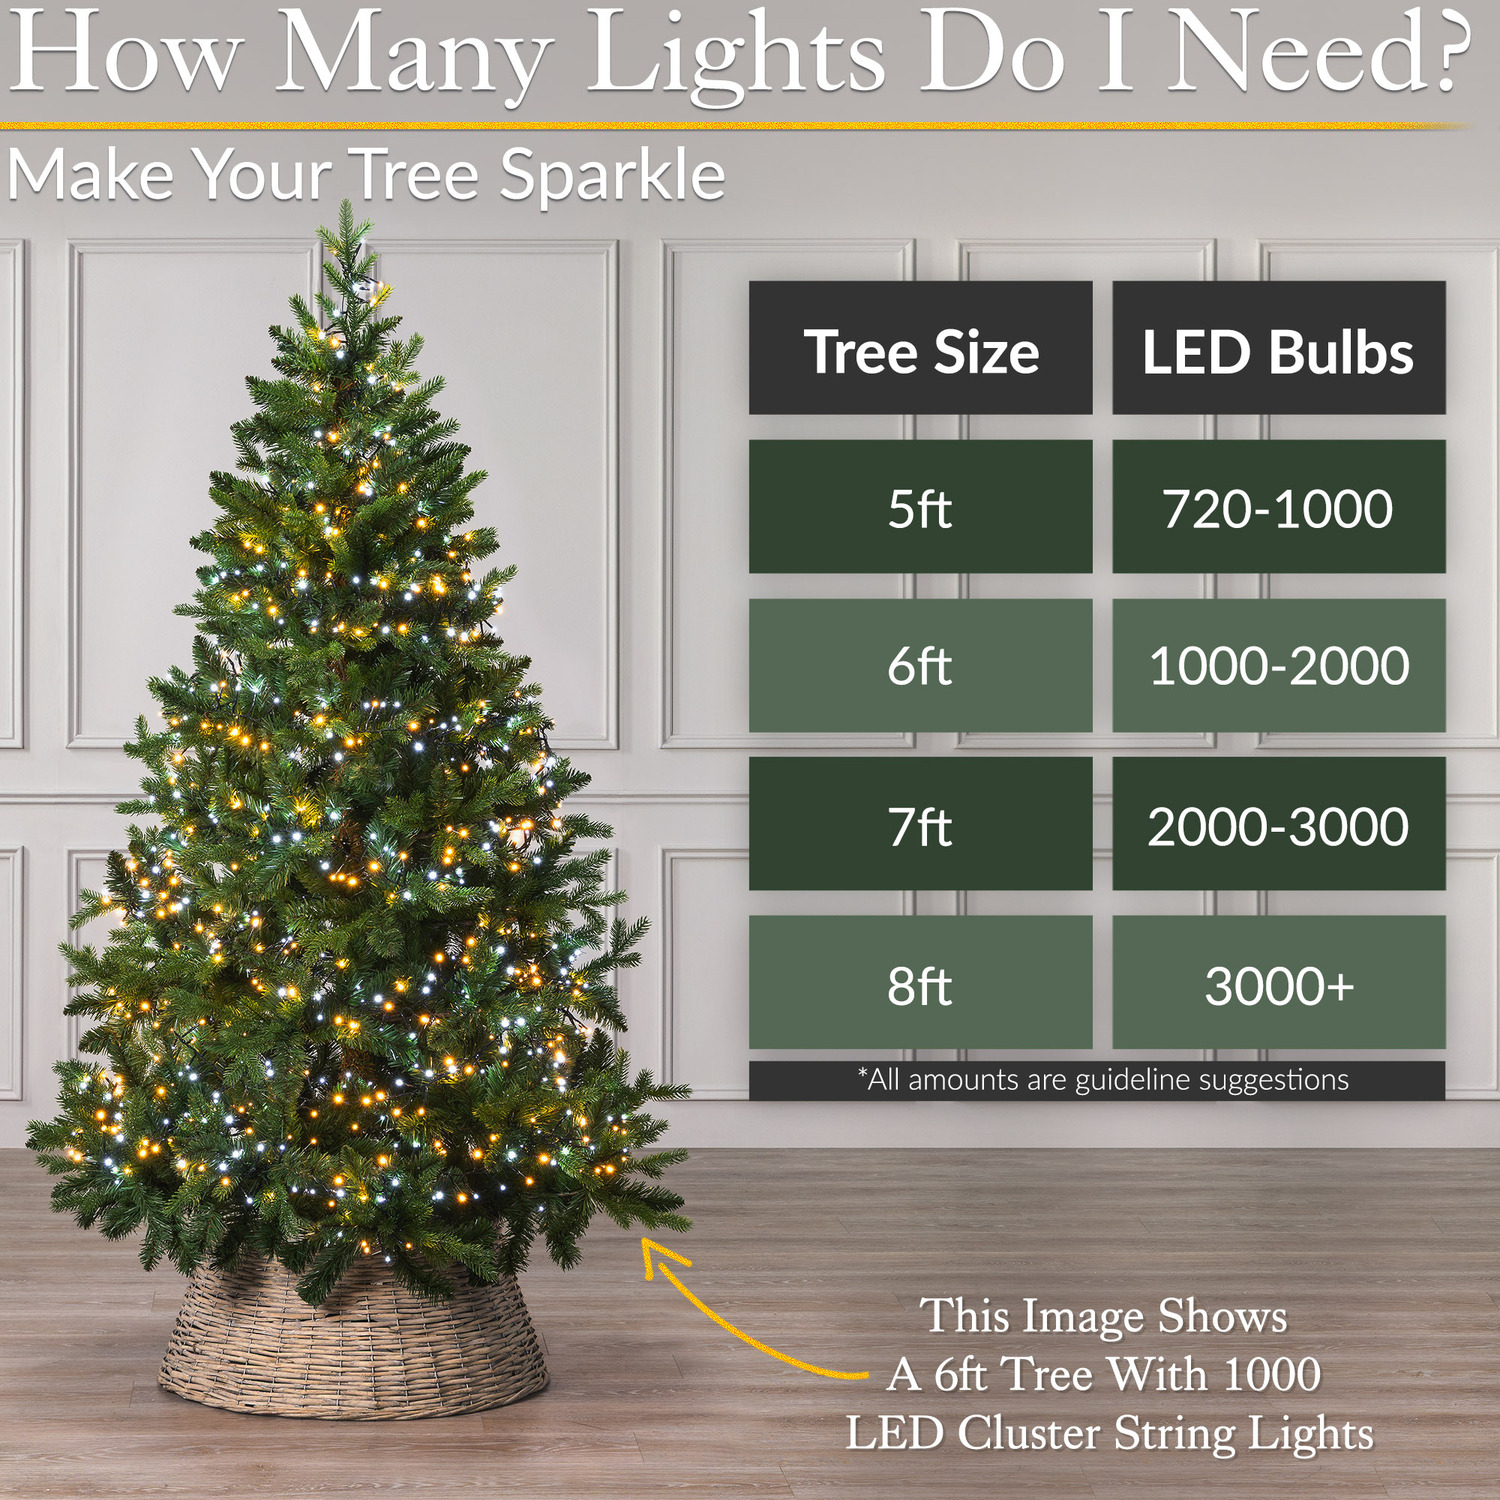 How Many Lights Do I Need?
Make Your Tree Sparkle
Tree Size LED Bulbs
5ft 720-1000
6ft 1000-2000
7ft 2000-3000
8ft 3000+
*All amounts are guideline suggestions
This Image Shows
A 6ft Tree With 1000
LED Cluster String Lights